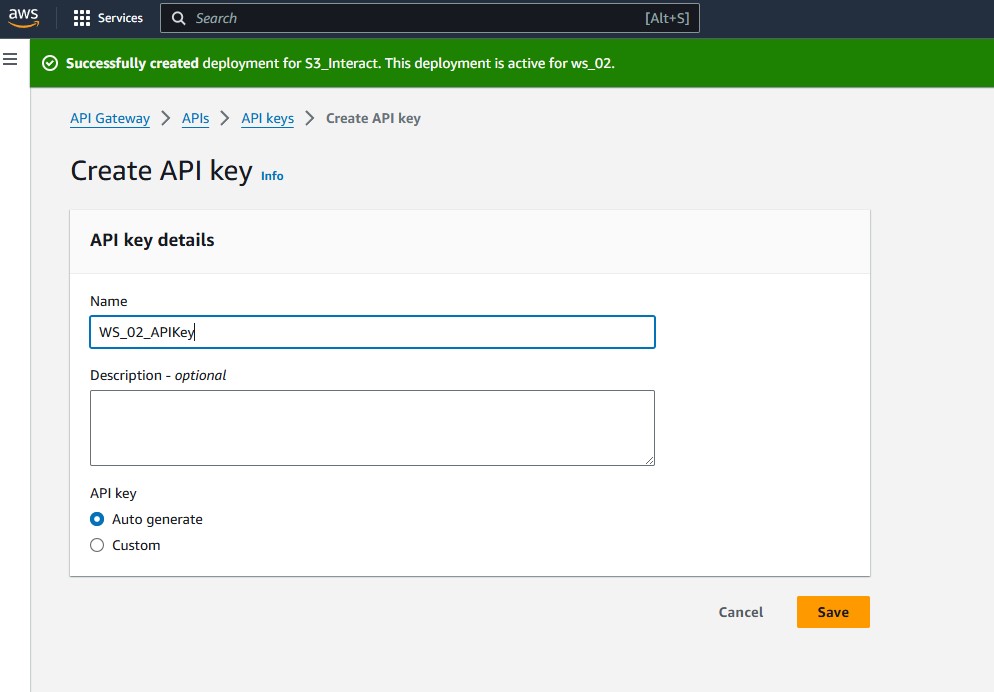 aws Services Search [Alt+S]
Successfully created deployment for S3_Interact. This deployment is active for ws_02.
API Gateway APIs API keys Create API key
Create API key Info
API key details
Name
WS_02_APIKey
Description - optional
API key
Auto generate
Custom
Cancel Save